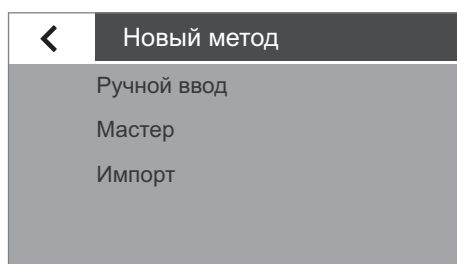 Новый метод
Ручной ввод
Мастер
Импорт